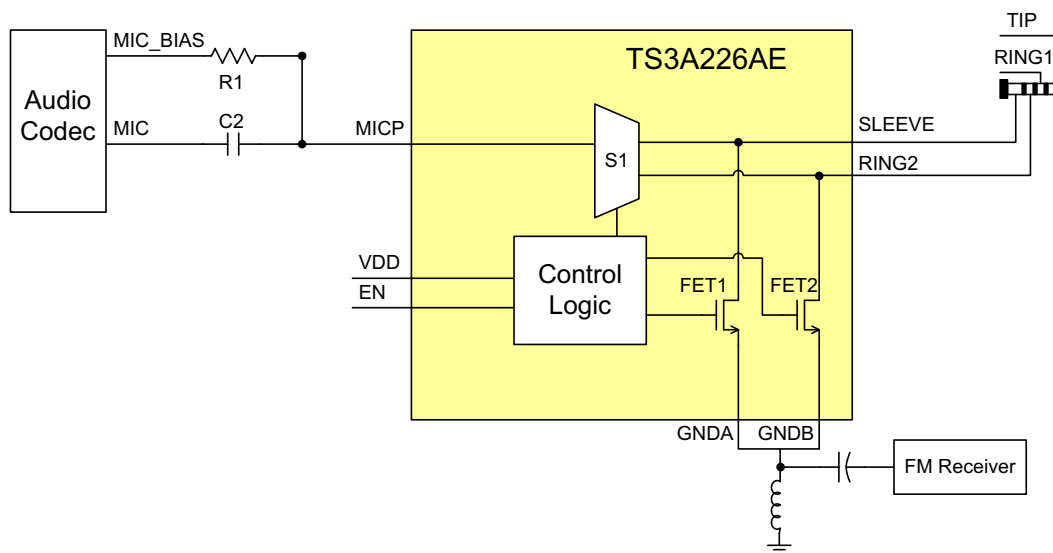 TIP
RING1
MIC_BIAS
TS3A226AE
R1
Audio
Codec
MIC
C2
MICP
SLEEVE
S1
RING2
VDD
EN
Control
Logic
FET1
FET2
GNDA
GNDB
FM Receiver